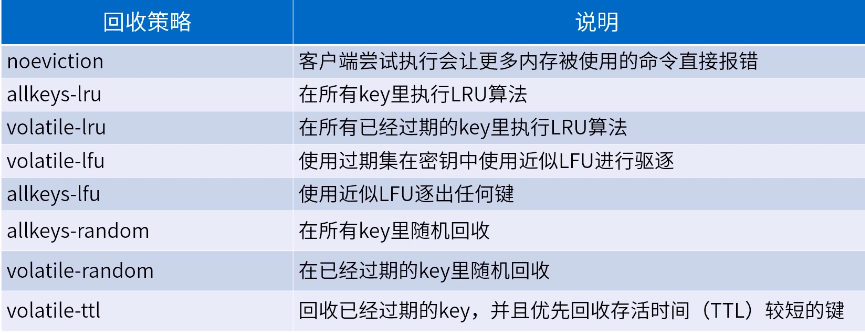 回收策略 说明
noeviction 客户端尝试执行会让更多内存被使用的命令直接报错
allkeys-lru 在所有key里执行LRU算法
volatile-lru 在所有已经过期的key里执行LRU算法
volatile-lfu 使用过期集在密钥中使用近似LFU进行驱逐
allkeys-lfu 使用近似LFU逐出任何键
allkeys-random 在所有key里随机回收
volatile-random 在已经过期的key里随机回收
volatile-ttl 回收已经过期的key，并且优先回收存活时间（TTL）较短的键